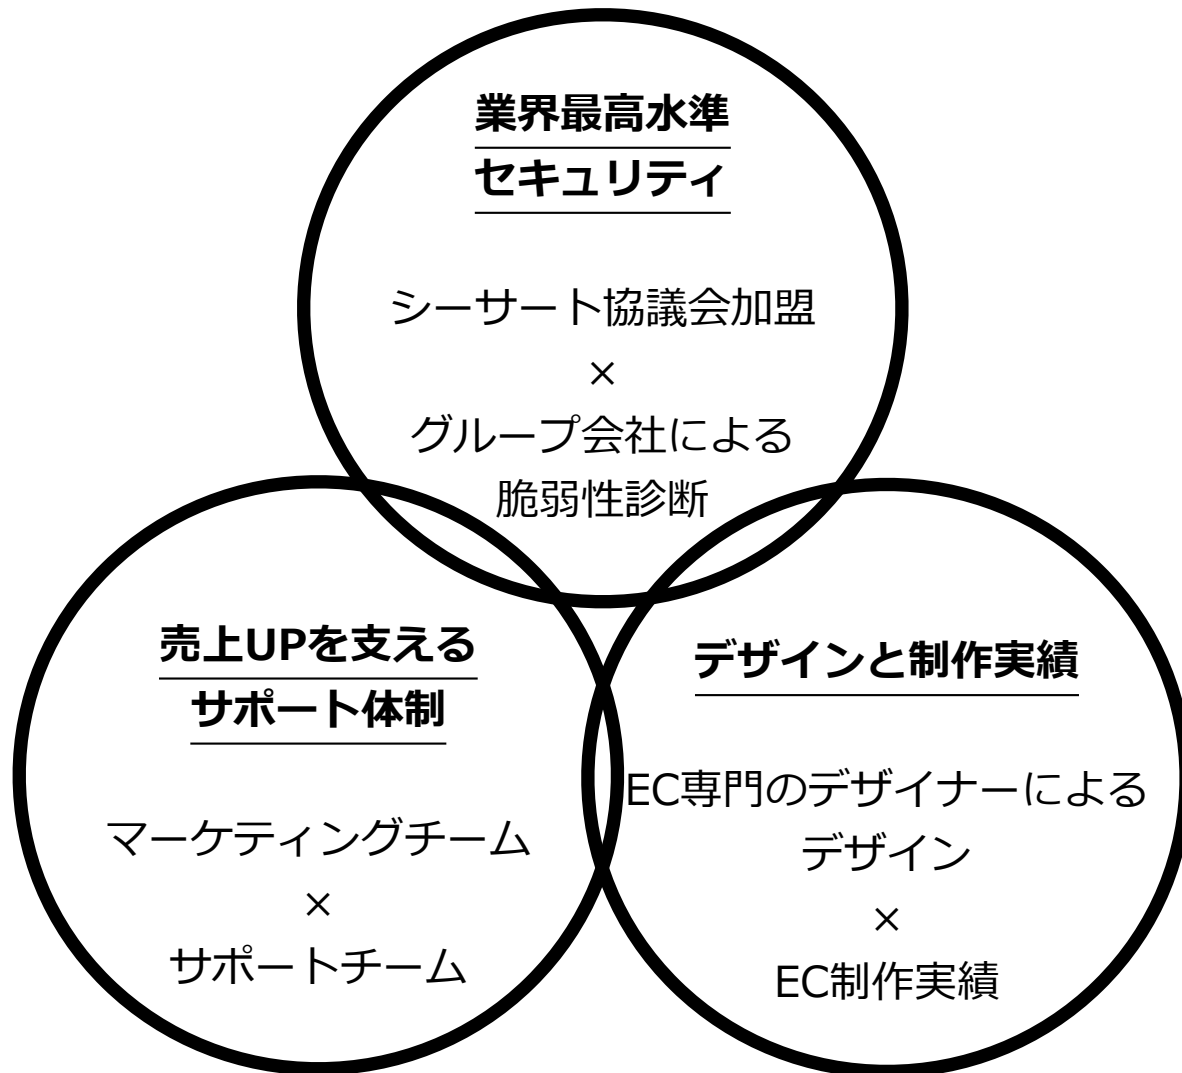 業界最高水準
セキュリティ
シーサート協議会加盟
×
グループ会社による
脆弱性診断
売上UPを支える
サポート体制
マーケティングチーム
×
サポートチーム
デザインと制作実績
EC専門のデザイナーによる
デザイン
×
EC制作実績